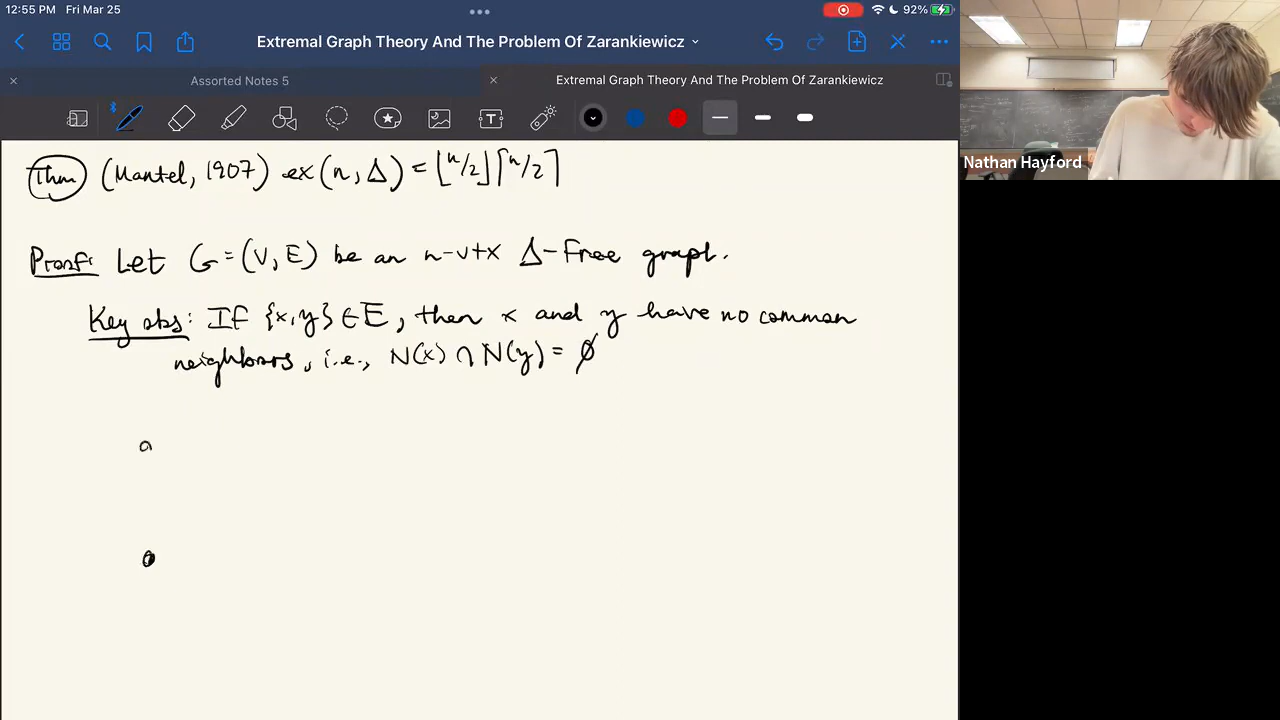 12:55 PM Fri Mar 25
92%
Extremal Graph Theory And The Problem Of Zarankiewicz
Assorted Notes 5
Extremal Graph Theory And The Problem Of Zarankiewicz
Nathan Hayford
Thm (Mantel, 1907) ex(n, Δ) = ⌊n/2⌋⌈n/2⌉
Proof: Let G = (V, E) be an n-vtx Δ-free graph.
Key obs: If {x,y} ∈ E, then x and y have no common
neighbors, i.e., N(x) ∩ N(y) = ∅